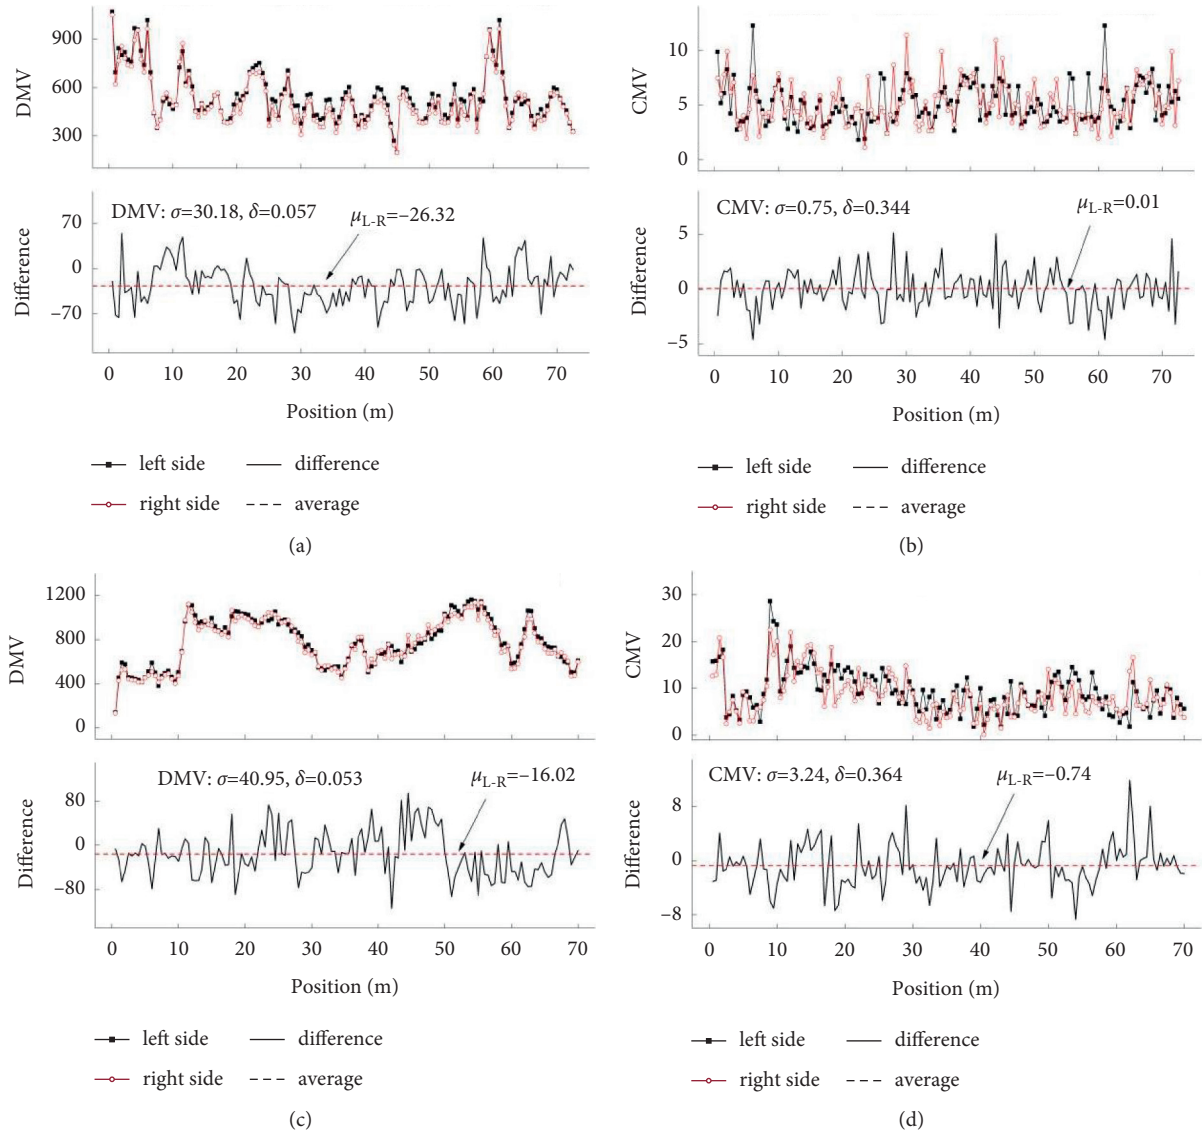 900
600
300
DMV
70
0
−70
Difference
DMV: σ=30.18, δ=0.057
μL-R=−26.32
0 10 20 30 40 50 60 70
Position (m)
left side
difference
right side
average
(a)
10
5
0
CMV
5
0
−5
Difference
CMV: σ=0.75, δ=0.344
μL-R=0.01
0 10 20 30 40 50 60 70
Position (m)
left side
difference
right side
average
(b)
1200
800
400
0
DMV
80
0
−80
Difference
DMV: σ=40.95, δ=0.053
μL-R=−16.02
0 10 20 30 40 50 60 70
Position (m)
left side
difference
right side
average
(c)
30
20
10
0
CMV
8
0
−8
Difference
CMV: σ=3.24, δ=0.364
μL-R=−0.74
0 10 20 30 40 50 60 70
Position (m)
left side
difference
right side
average
(d)